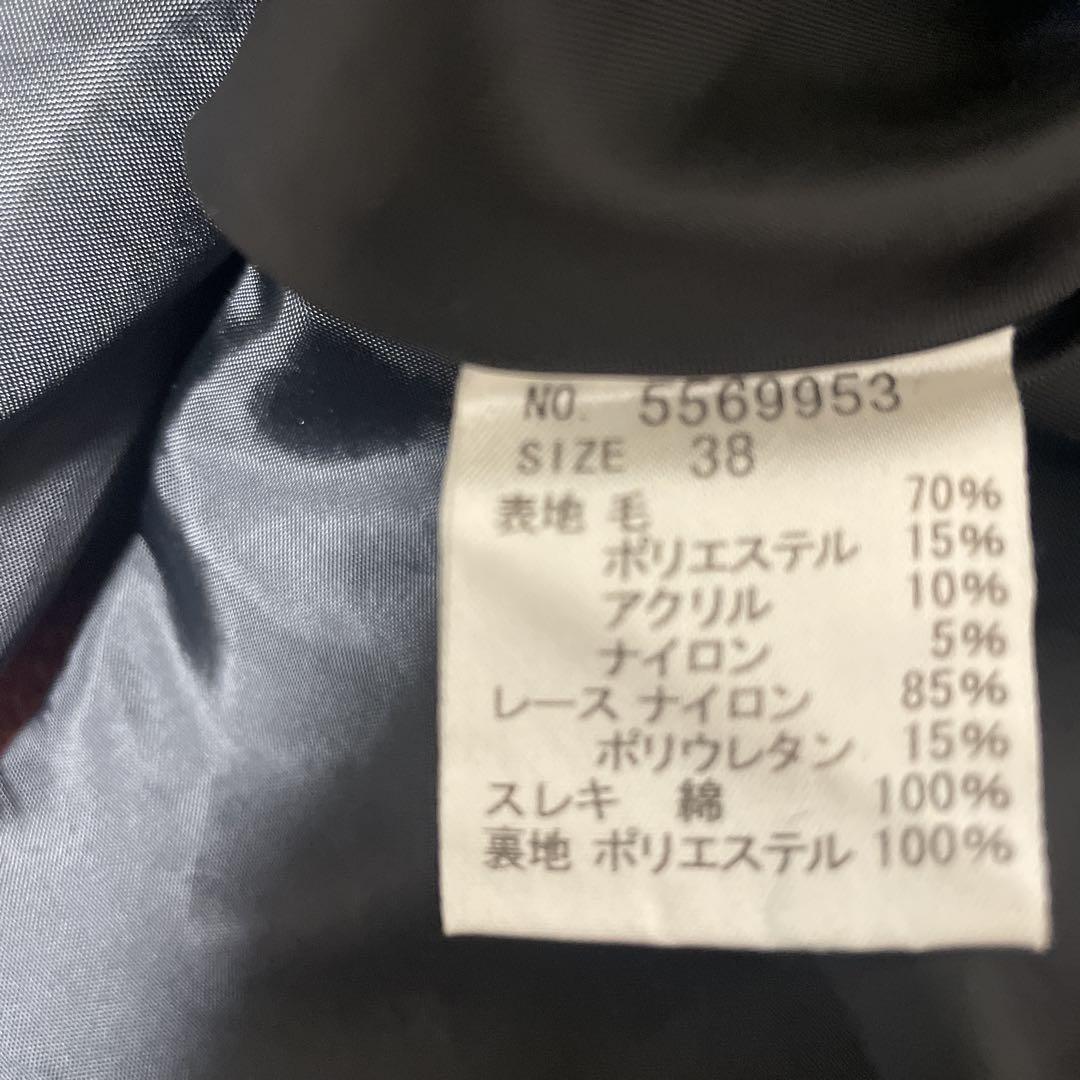 NO. 5569953
SIZE 38
表地 毛 70%
ポリエステル 15%
アクリル 10%
ナイロン 5%
レース ナイロン 85%
ポリウレタン 15%
スレキ 綿 100%
裏地 ポリエステル 100%